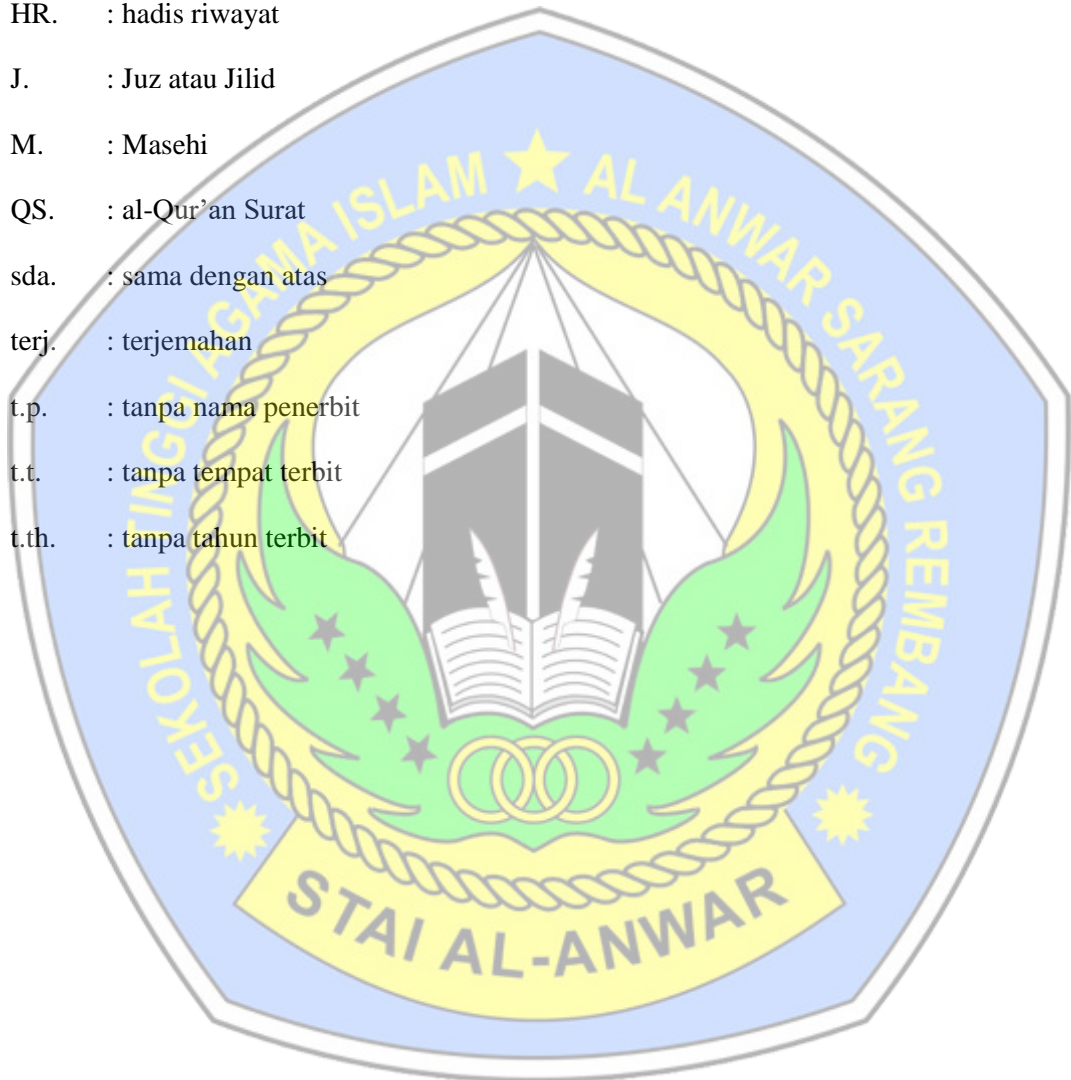 HR. : hadis riwayat
J. : Juz atau Jilid
M. : Masehi
QS. : al-Qur’an Surat
sda. : sama dengan atas
terj. : terjemahan
t.p. : tanpa nama penerbit
t.t. : tanpa tempat terbit
t.th. : tanpa tahun terbit
SEKOLAH TINGGI AGAMA ISLAM ★ AL ANWAR SARANG REMBANG
STAI AL-ANWAR